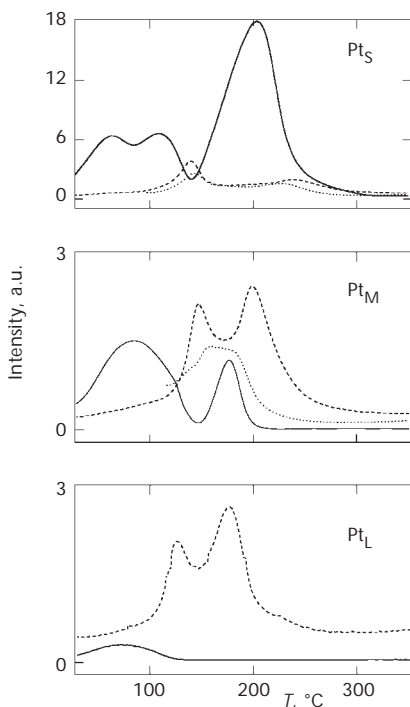 18
Pt_S
12
6
0
3
Pt_M
Intensity, a.u.
0
3
Pt_L
0
100 200 300
T, °C